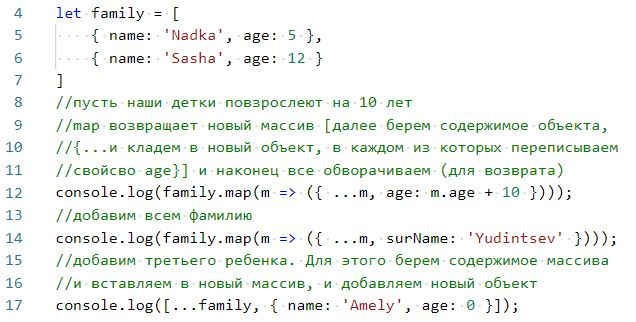 4 let family = [
5 { name: 'Nadka', age: 5 },
6 { name: 'Sasha', age: 12 }
7 ]
8 //пусть наши детки повзрослеют на 10 лет
9 //map возвращает новый массив [далее берем содержимое объекта,
10 //{...и кладем в новый объект, в каждом из которых переписываем
11 //свойсво age}] и наконец все обворачиваем (для возврата)
12 console.log(family.map(m => ({ ...m, age: m.age + 10 })));
13 //добавим всем фамилию
14 console.log(family.map(m => ({ ...m, surName: 'Yudintsev' })));
15 //добавим третьего ребенка. Для этого берем содержимое массива
16 //и вставляем в новый массив, и добавляем новый объект
17 console.log([...family, { name: 'Amely', age: 0 }]);